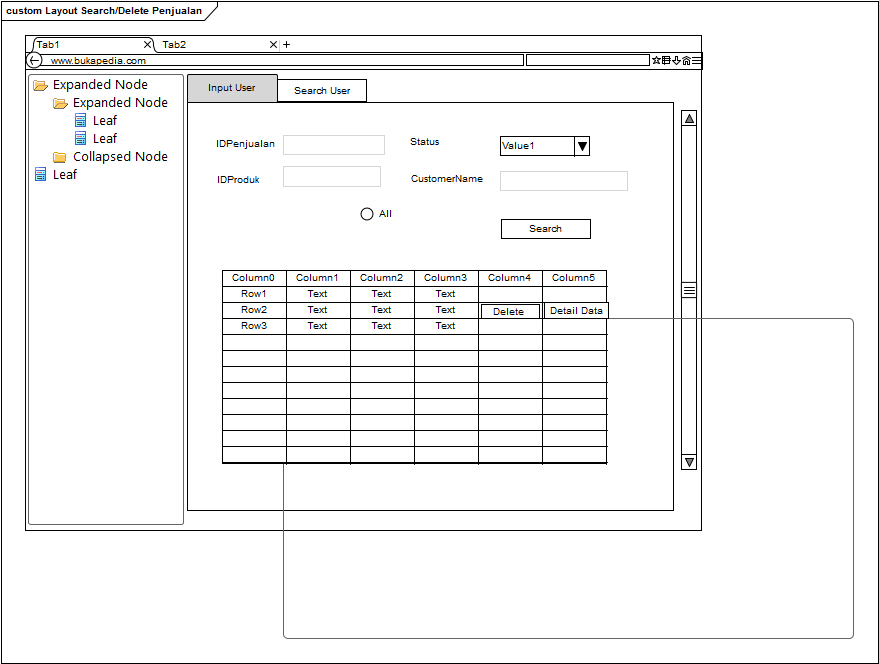 custom Layout Search/Delete Penjualan
Tab1 Tab2
www.bukapedia.com
Expanded Node
Expanded Node
Leaf
Leaf
Collapsed Node
Leaf
Input User Search User
IDPenjualan Status Value1
IDProduk CustomerName
All
Search
Column0 Column1 Column2 Column3 Column4 Column5
Row1 Text Text Text
Row2 Text Text Text Delete Detail Data
Row3 Text Text Text